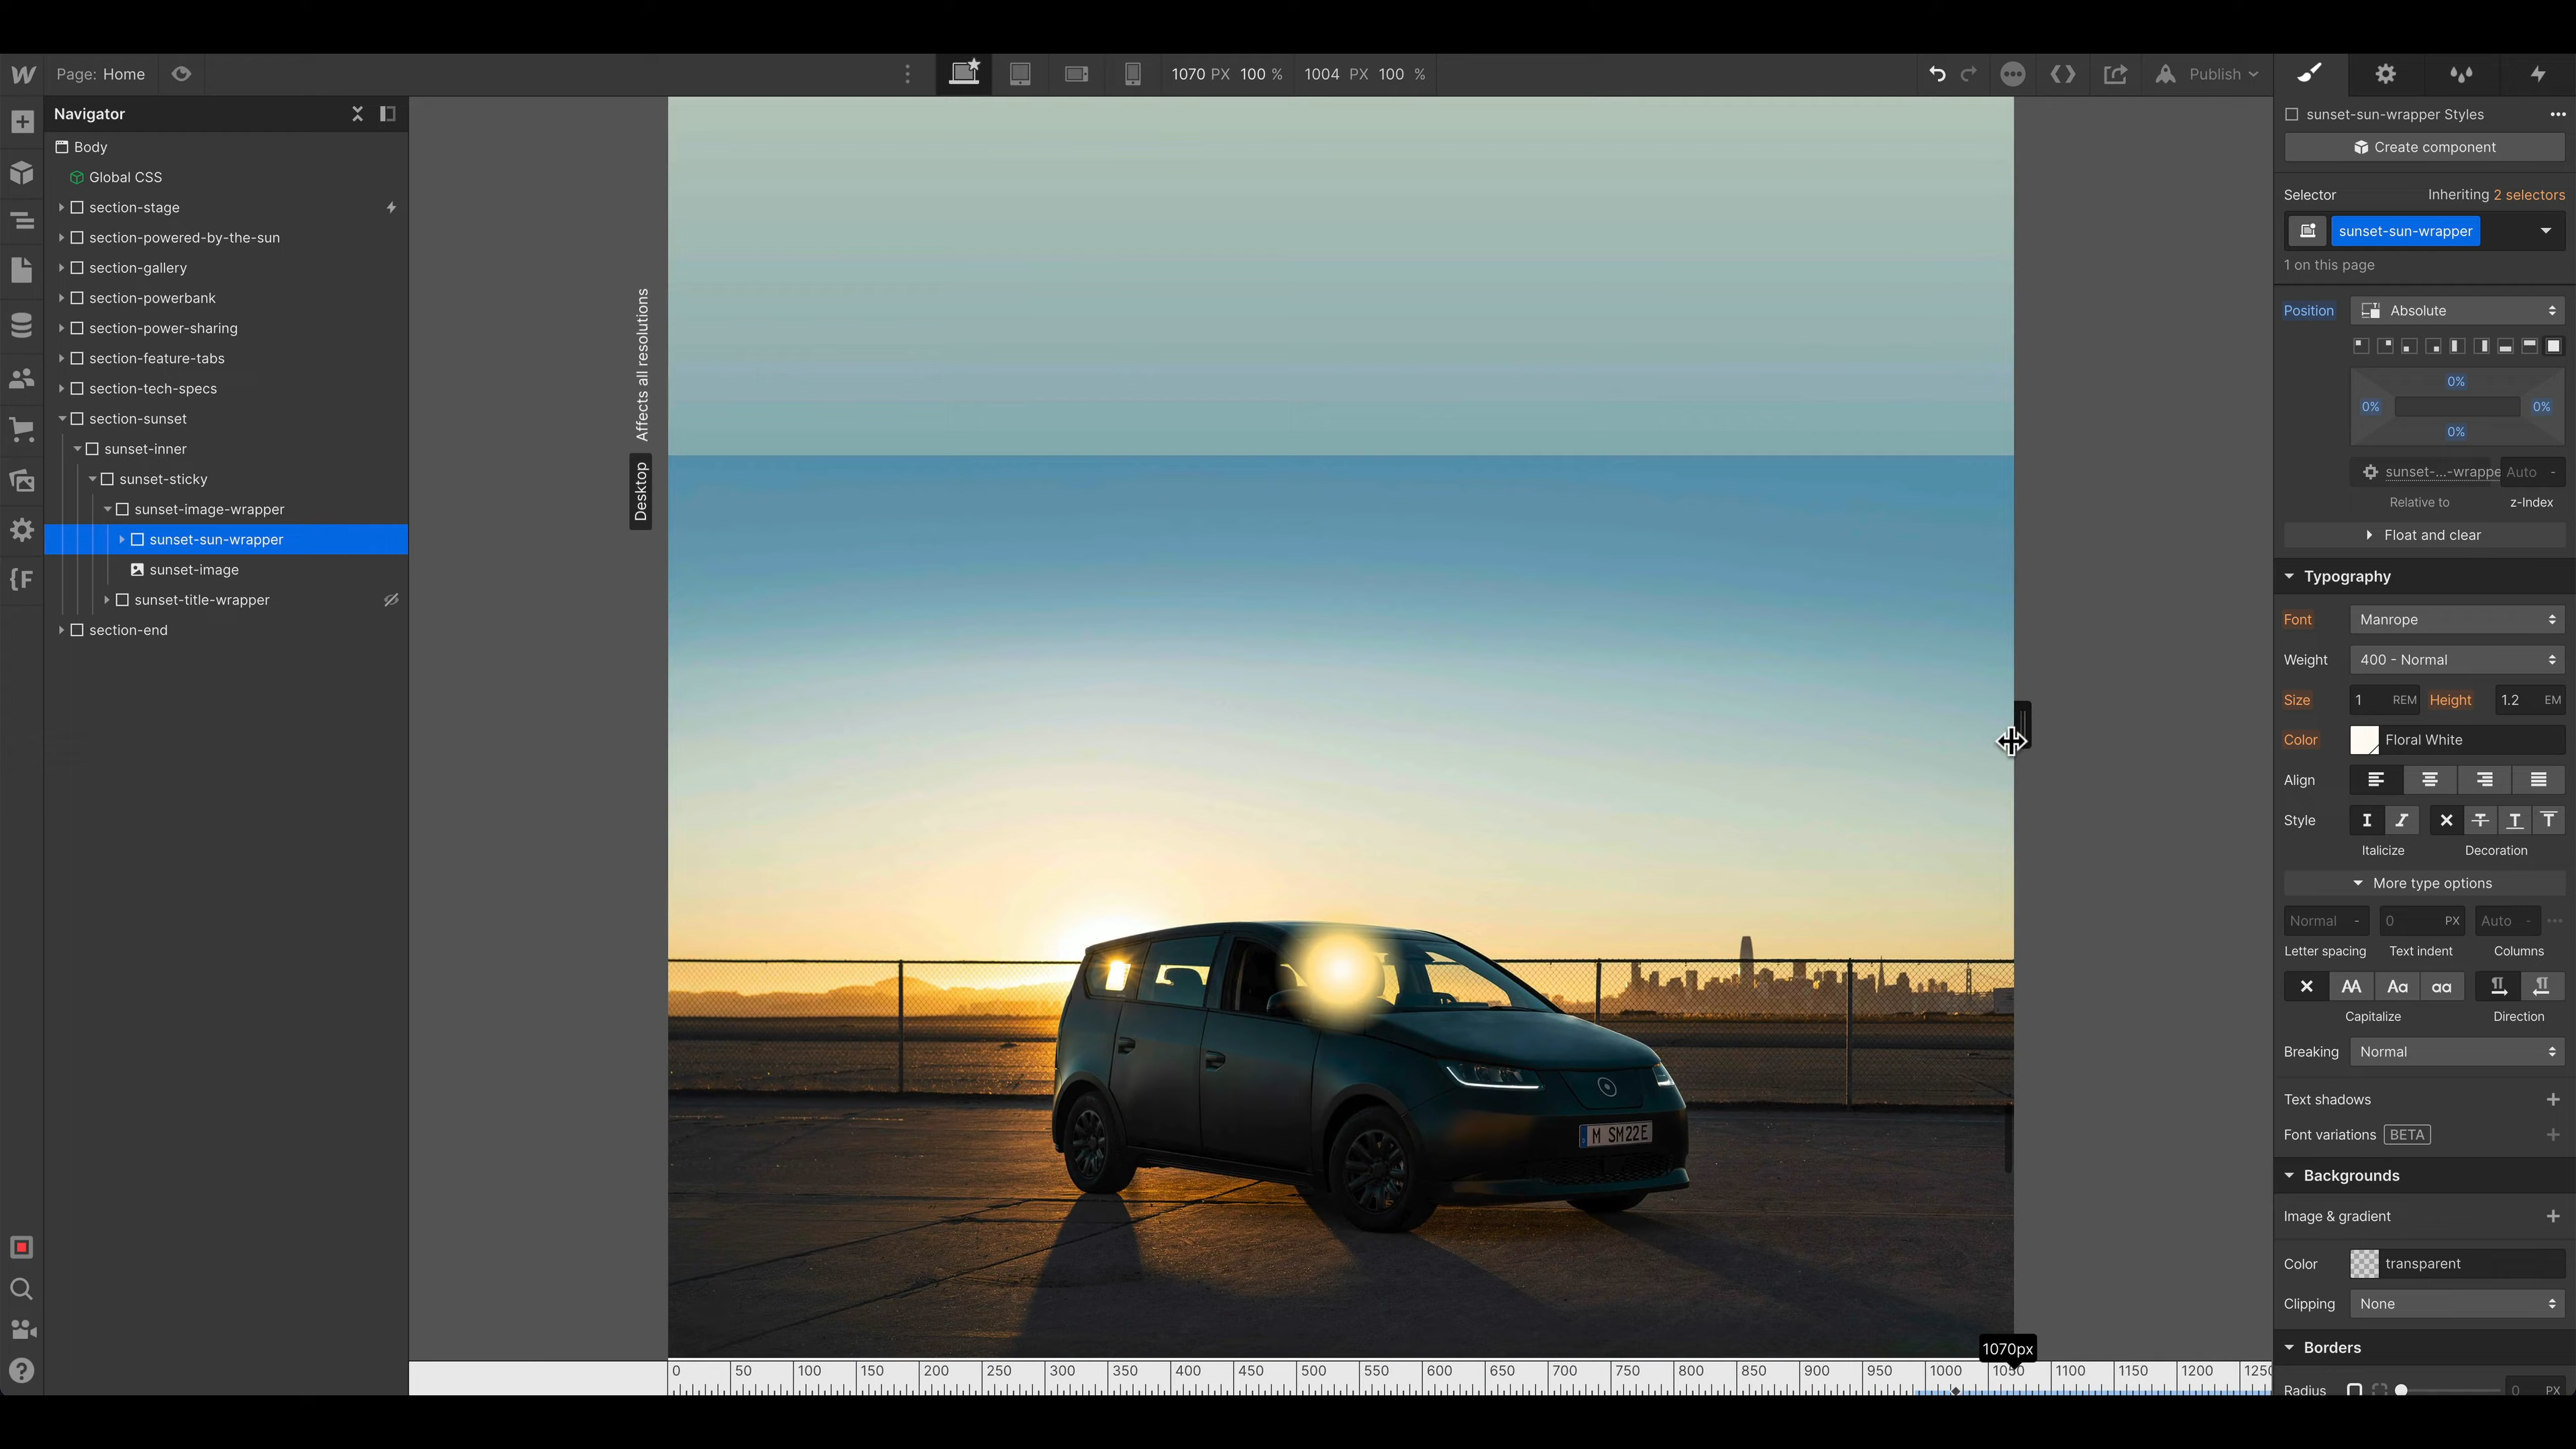 Page: Home
1070 PX 100 % 1004 PX 100 %
Publish
Navigator
Body
Global CSS
section-stage
section-powered-by-the-sun
section-gallery
section-powerbank
section-power-sharing
section-feature-tabs
section-tech-specs
section-sunset
sunset-inner
sunset-sticky
sunset-image-wrapper
sunset-sun-wrapper
sunset-image
sunset-title-wrapper
section-end
Affects all resolutions
Desktop
M SM22E
1070px
0 50 100 150 200 250 300 350 400 450 500 550 600 650 700 750 800 850 900 950 1000 1050 1100 1150 1200 1250
sunset-sun-wrapper Styles
Create component
Selector Inheriting 2 selectors
sunset-sun-wrapper
1 on this page
Position Absolute
0%
0% 0%
0%
sunset-...-wrappe Auto -
Relative to z-Index
Float and clear
Typography
Font Manrope
Weight 400 - Normal
Size 1 REM Height 1.2 EM
Color Floral White
Align
Style
Italicize Decoration
More type options
Normal - 0 PX Auto -
Letter spacing Text indent Columns
AA Aa aa
Capitalize Direction
Breaking Normal
Text shadows
Font variations BETA
Backgrounds
Image & gradient
Color transparent
Clipping None
Borders
Radius 0 PX